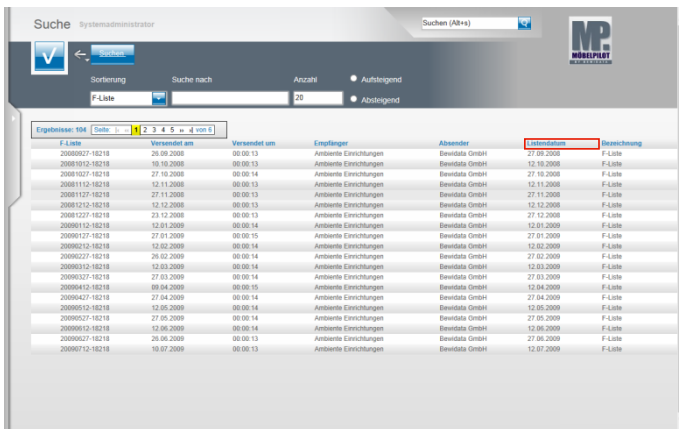 Suche Systemadministrator
Suchen (Alt+s)
MP
MÖBELPILOT
Suchen
Sortierung Suche nach Anzahl Aufsteigend
F-Liste 20 Absteigend
Ergebnisse: 104 Seite: 1 2 3 4 5 von 6
F-Liste Versendet am Versendet um Empfänger Absender Listendatum Bezeichnung
20080927-18218 26.09.2008 00:00:13 Ambiente Einrichtungen Bewidata GmbH 27.09.2008 F-Liste
20081012-18218 10.10.2008 00:00:13 Ambiente Einrichtungen Bewidata GmbH 12.10.2008 F-Liste
20081027-18218 27.10.2008 00:00:14 Ambiente Einrichtungen Bewidata GmbH 27.10.2008 F-Liste
20081112-18218 12.11.2008 00:00:13 Ambiente Einrichtungen Bewidata GmbH 12.11.2008 F-Liste
20081127-18218 27.11.2008 00:00:13 Ambiente Einrichtungen Bewidata GmbH 27.11.2008 F-Liste
20081212-18218 12.12.2008 00:00:13 Ambiente Einrichtungen Bewidata GmbH 12.12.2008 F-Liste
20081227-18218 23.12.2008 00:00:13 Ambiente Einrichtungen Bewidata GmbH 27.12.2008 F-Liste
20090112-18218 12.01.2009 00:00:14 Ambiente Einrichtungen Bewidata GmbH 12.01.2009 F-Liste
20090127-18218 27.01.2009 00:00:15 Ambiente Einrichtungen Bewidata GmbH 27.01.2009 F-Liste
20090212-18218 12.02.2009 00:00:14 Ambiente Einrichtungen Bewidata GmbH 12.02.2009 F-Liste
20090227-18218 26.02.2009 00:00:14 Ambiente Einrichtungen Bewidata GmbH 27.02.2009 F-Liste
20090312-18218 12.03.2009 00:00:14 Ambiente Einrichtungen Bewidata GmbH 12.03.2009 F-Liste
20090327-18218 27.03.2009 00:00:14 Ambiente Einrichtungen Bewidata GmbH 27.03.2009 F-Liste
20090412-18218 09.04.2009 00:00:15 Ambiente Einrichtungen Bewidata GmbH 12.04.2009 F-Liste
20090427-18218 27.04.2009 00:00:14 Ambiente Einrichtungen Bewidata GmbH 27.04.2009 F-Liste
20090512-18218 12.05.2009 00:00:14 Ambiente Einrichtungen Bewidata GmbH 12.05.2009 F-Liste
20090527-18218 27.05.2009 00:00:14 Ambiente Einrichtungen Bewidata GmbH 27.05.2009 F-Liste
20090612-18218 12.06.2009 00:00:14 Ambiente Einrichtungen Bewidata GmbH 12.06.2009 F-Liste
20090627-18218 26.06.2009 00:00:13 Ambiente Einrichtungen Bewidata GmbH 27.06.2009 F-Liste
20090712-18218 10.07.2009 00:00:13 Ambiente Einrichtungen Bewidata GmbH 12.07.2009 F-Liste